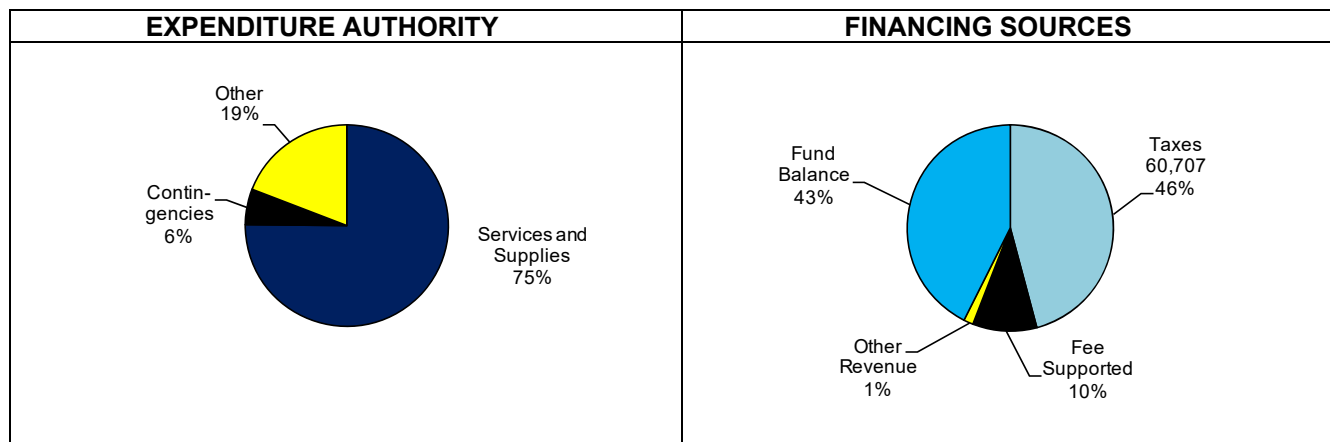 EXPENDITURE AUTHORITY
Other
19%
Contin-
gencies
6%
Services and
Supplies
75%
FINANCING SOURCES
Taxes
60,707
46%
Fund
Balance
43%
Other
Revenue
1%
Fee
Supported
10%